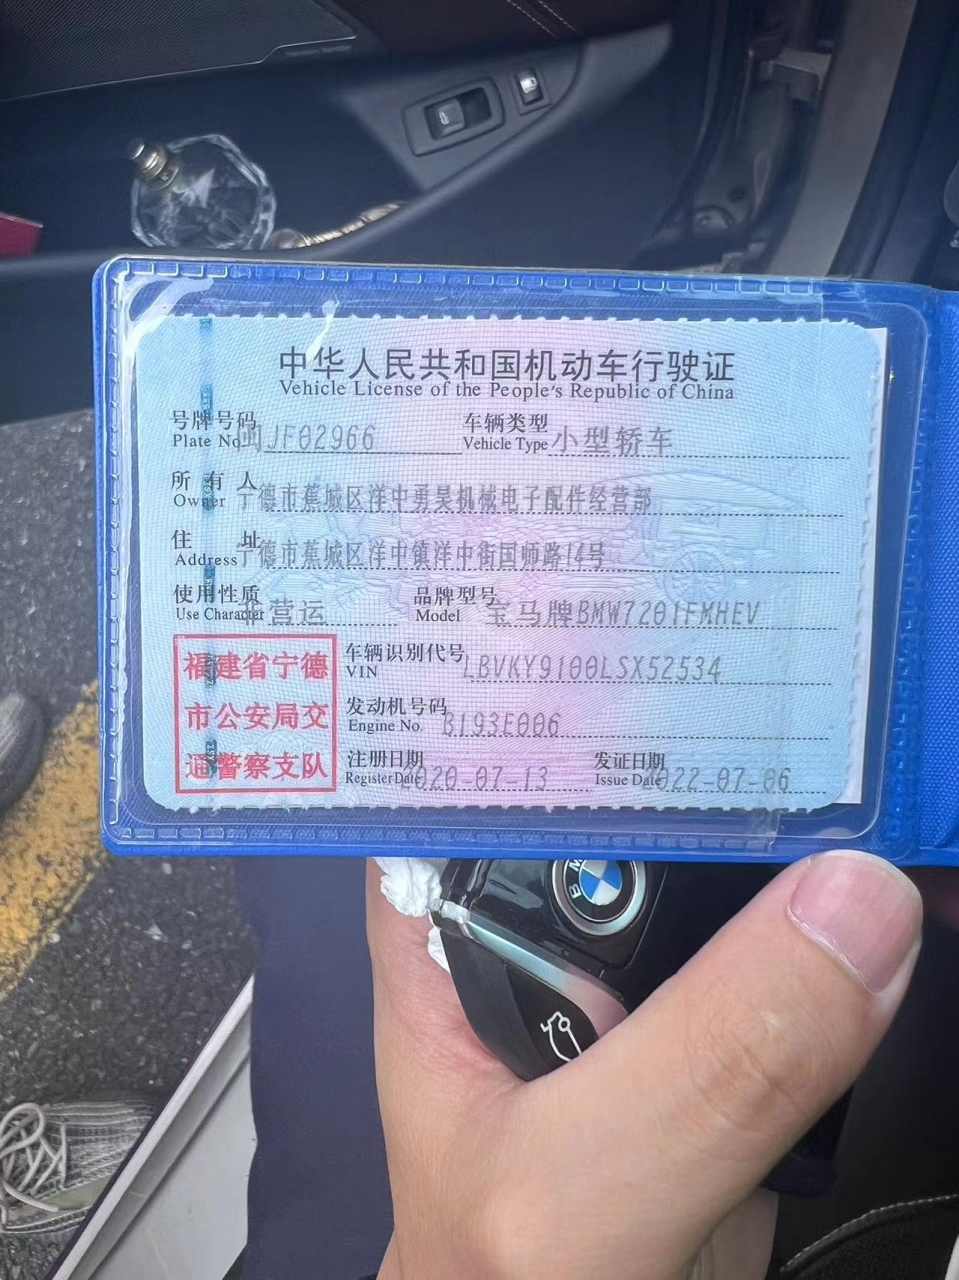 中华人民共和国机动车行驶证
Vehicle License of the People's Republic of China
号牌号码 闽JF02966 车辆类型 小型轿车
Plate No. Vehicle Type
所有人 宁德市蕉城区洋中勇昊机械电子配件经营部
Owner
住址 宁德市蕉城区洋中镇洋中街国师路14号
Address
使用性质 非营运 品牌型号 宝马牌BMW7201FMHEV
Use Character Model
福建省宁德
市公安局交
通警察支队
车辆识别代号 LBVKY9100LSX52534
VIN
发动机号码 B193E006
Engine No.
注册日期 2020-07-13 发证日期 2022-07-06
Register Date Issue Date
BM